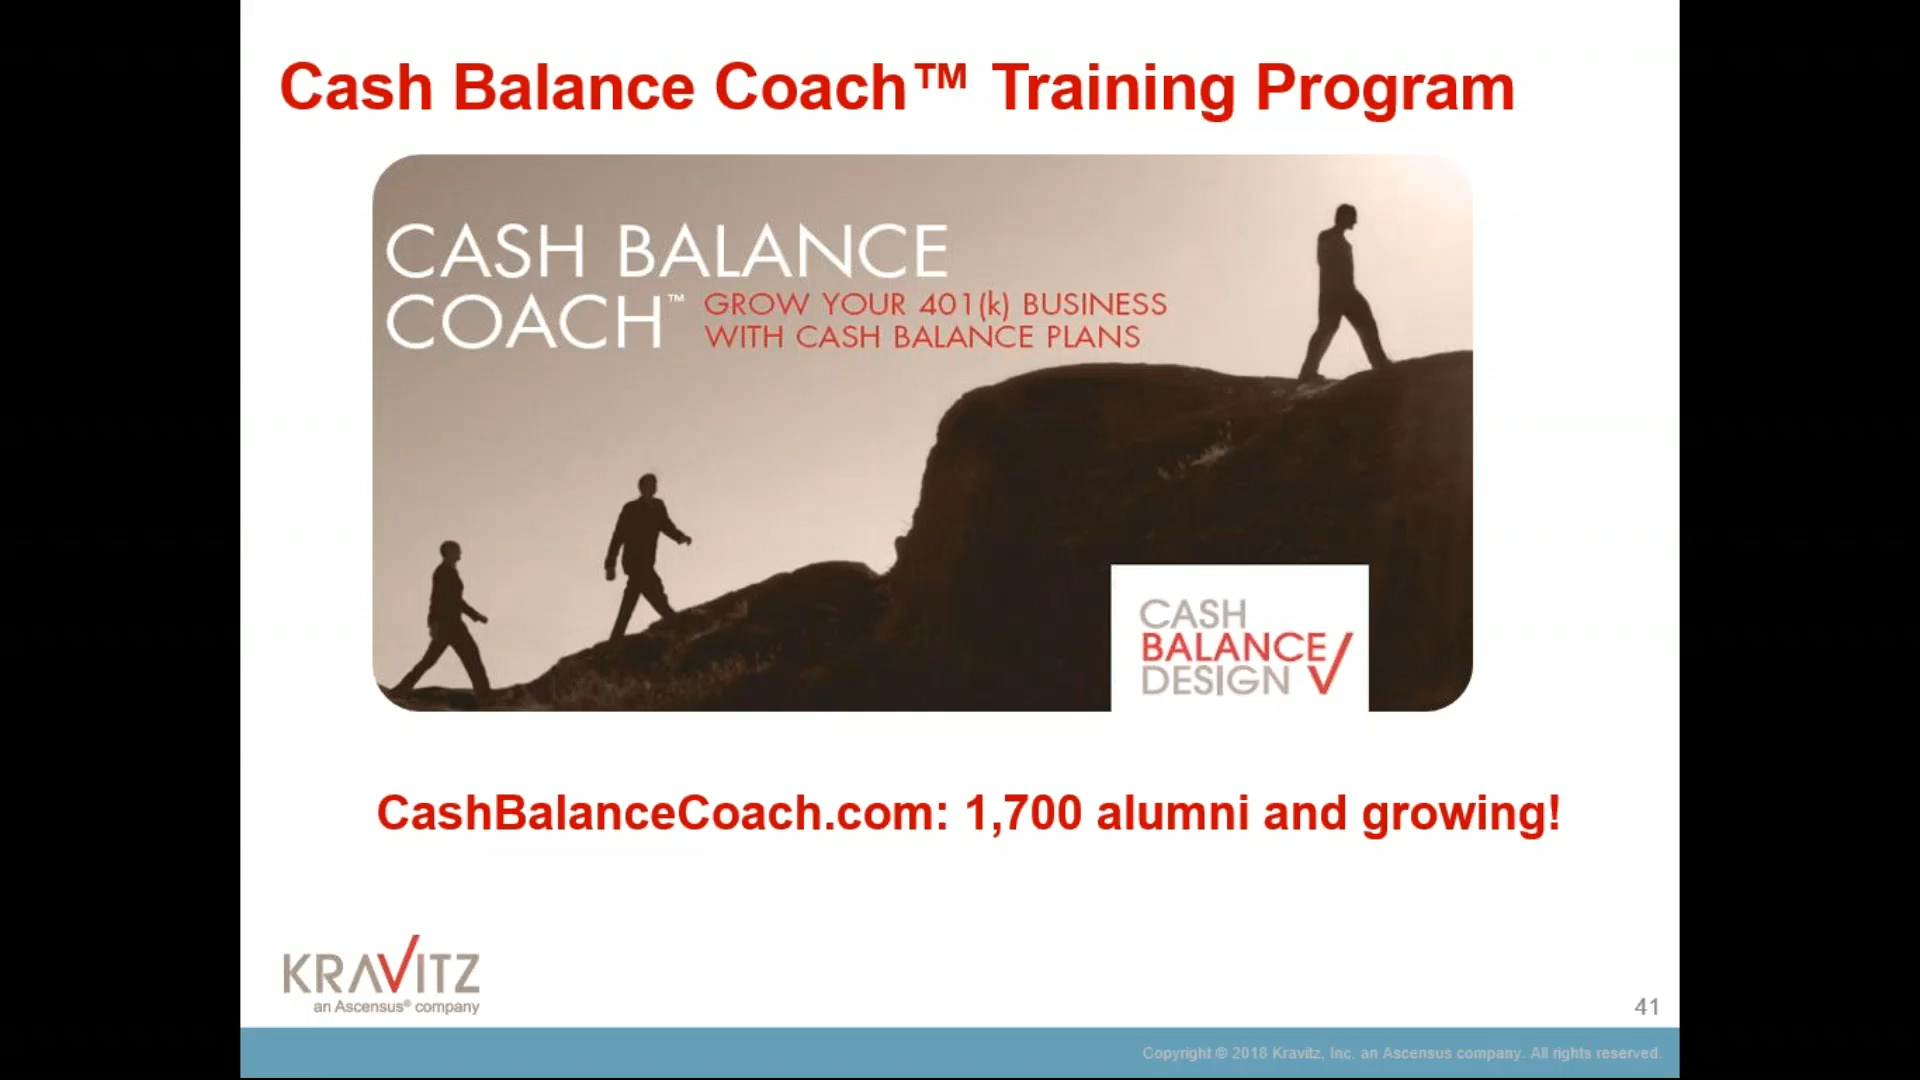 Cash Balance Coach™ Training Program
CASH BALANCE
COACH™ GROW YOUR 401(k) BUSINESS
WITH CASH BALANCE PLANS
CASH
BALANCE
DESIGN
CashBalanceCoach.com: 1,700 alumni and growing!
KRAVITZ
an Ascensus® company
41
Copyright © 2018 Kravitz, Inc. an Ascensus company. All rights reserved.